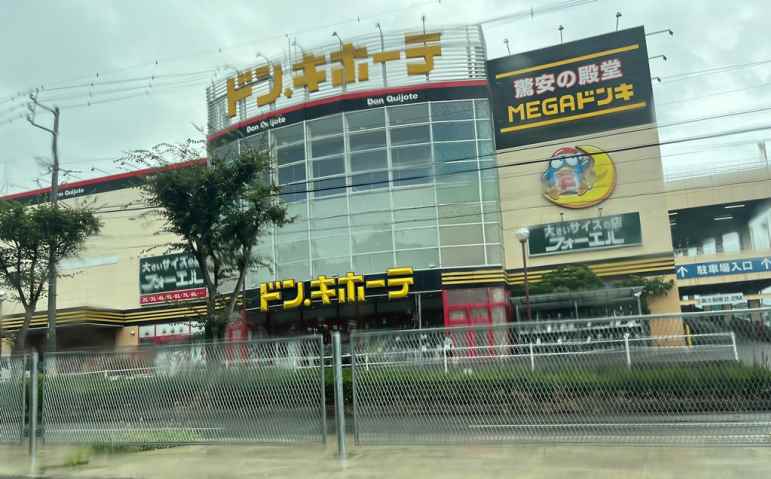 ドン.キホーテ
Don Quijote
Don Quijote
Don Quijote
驚安の殿堂
MEGAドンキ
大きいサイズの店
フォーエル
大きいサイズの店
フォーエル
ドン.キホーテ
駐車場入口